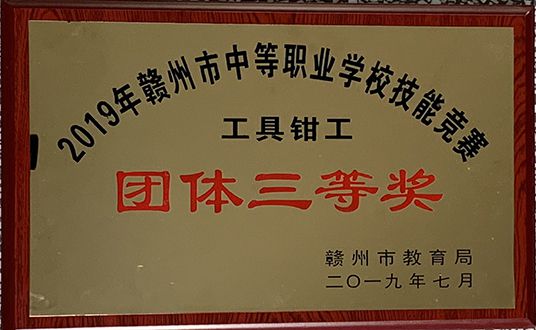 2019年赣州市中等职业学校技能竞赛
工具钳工
团体三等奖
赣州市教育局
二〇一九年七月